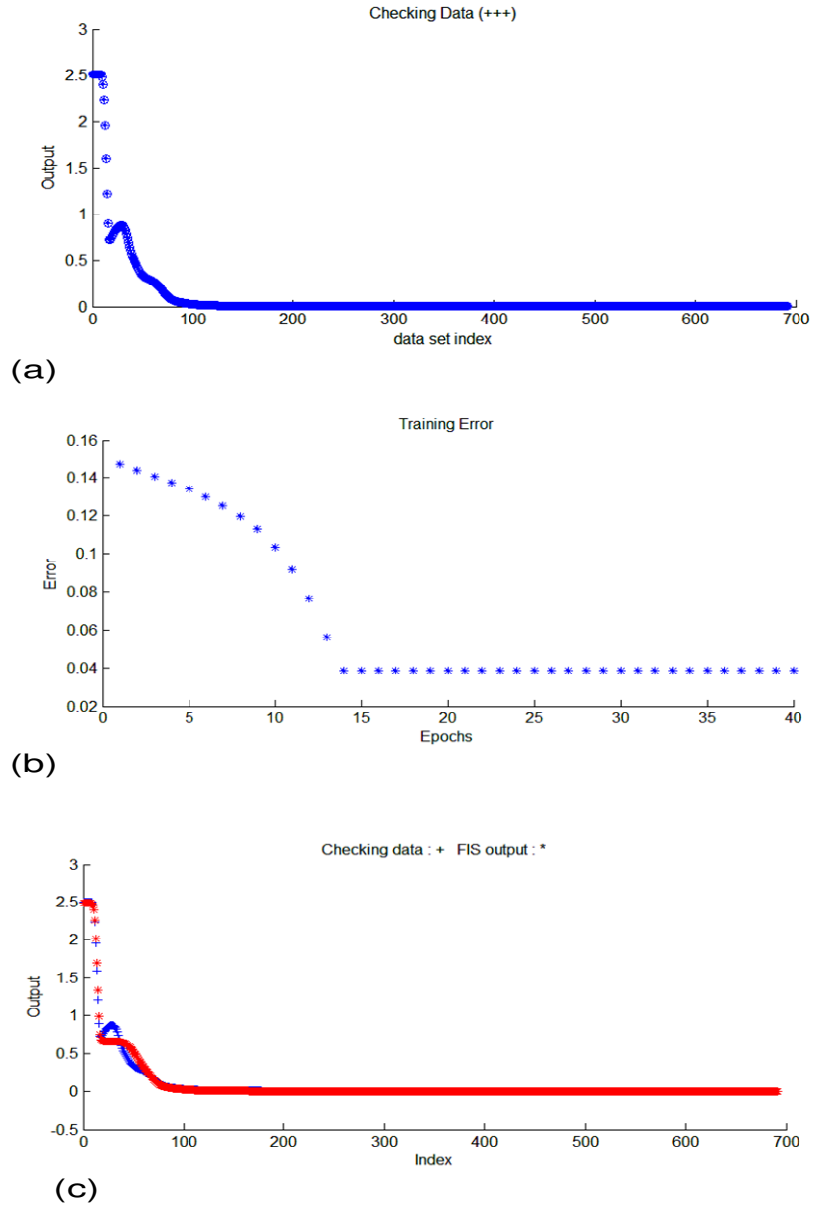 Checking Data (+++)
3
2.5
2
1.5
1
0.5
0
Output
0 100 200 300 400 500 600 700
data set index
(a)
Training Error
0.16
0.14
0.12
0.1
0.08
0.06
0.04
0.02
Error
0 5 10 15 20 25 30 35 40
Epochs
(b)
Checking data : + FIS output : *
3
2.5
2
1.5
1
0.5
0
-0.5
Output
0 100 200 300 400 500 600 700
Index
(c)